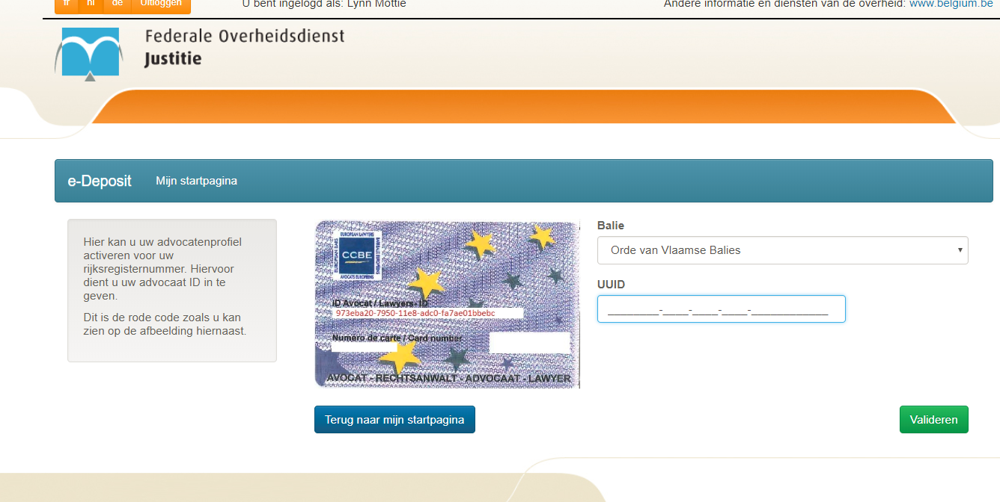 fr nl de Uitloggen
U bent ingelogd als: Lynn Mottie
Andere informatie en diensten van de overheid: www.belgium.be
Federale Overheidsdienst
Justitie
e-Deposit Mijn startpagina
Hier kan u uw advocatenprofiel
activeren voor uw
rijksregisternummer. Hiervoor
dient u uw advocaat ID in te
geven.
Dit is de rode code zoals u kan
zien op de afbeelding hiernaast.
EUROPEAN LAWYERS
CCBE
AVOCATS EUROPEENS
ID Avocat / Lawyers- ID
973eba20-7950-11e8-adc0-fa7ae01bbebc
Numéro de carte / Card number
AVOCAT - RECHTSANWALT - ADVOCAAT - LAWYER
Balie
Orde van Vlaamse Balies
UUID
________-____-____-____-____________
Terug naar mijn startpagina
Valideren